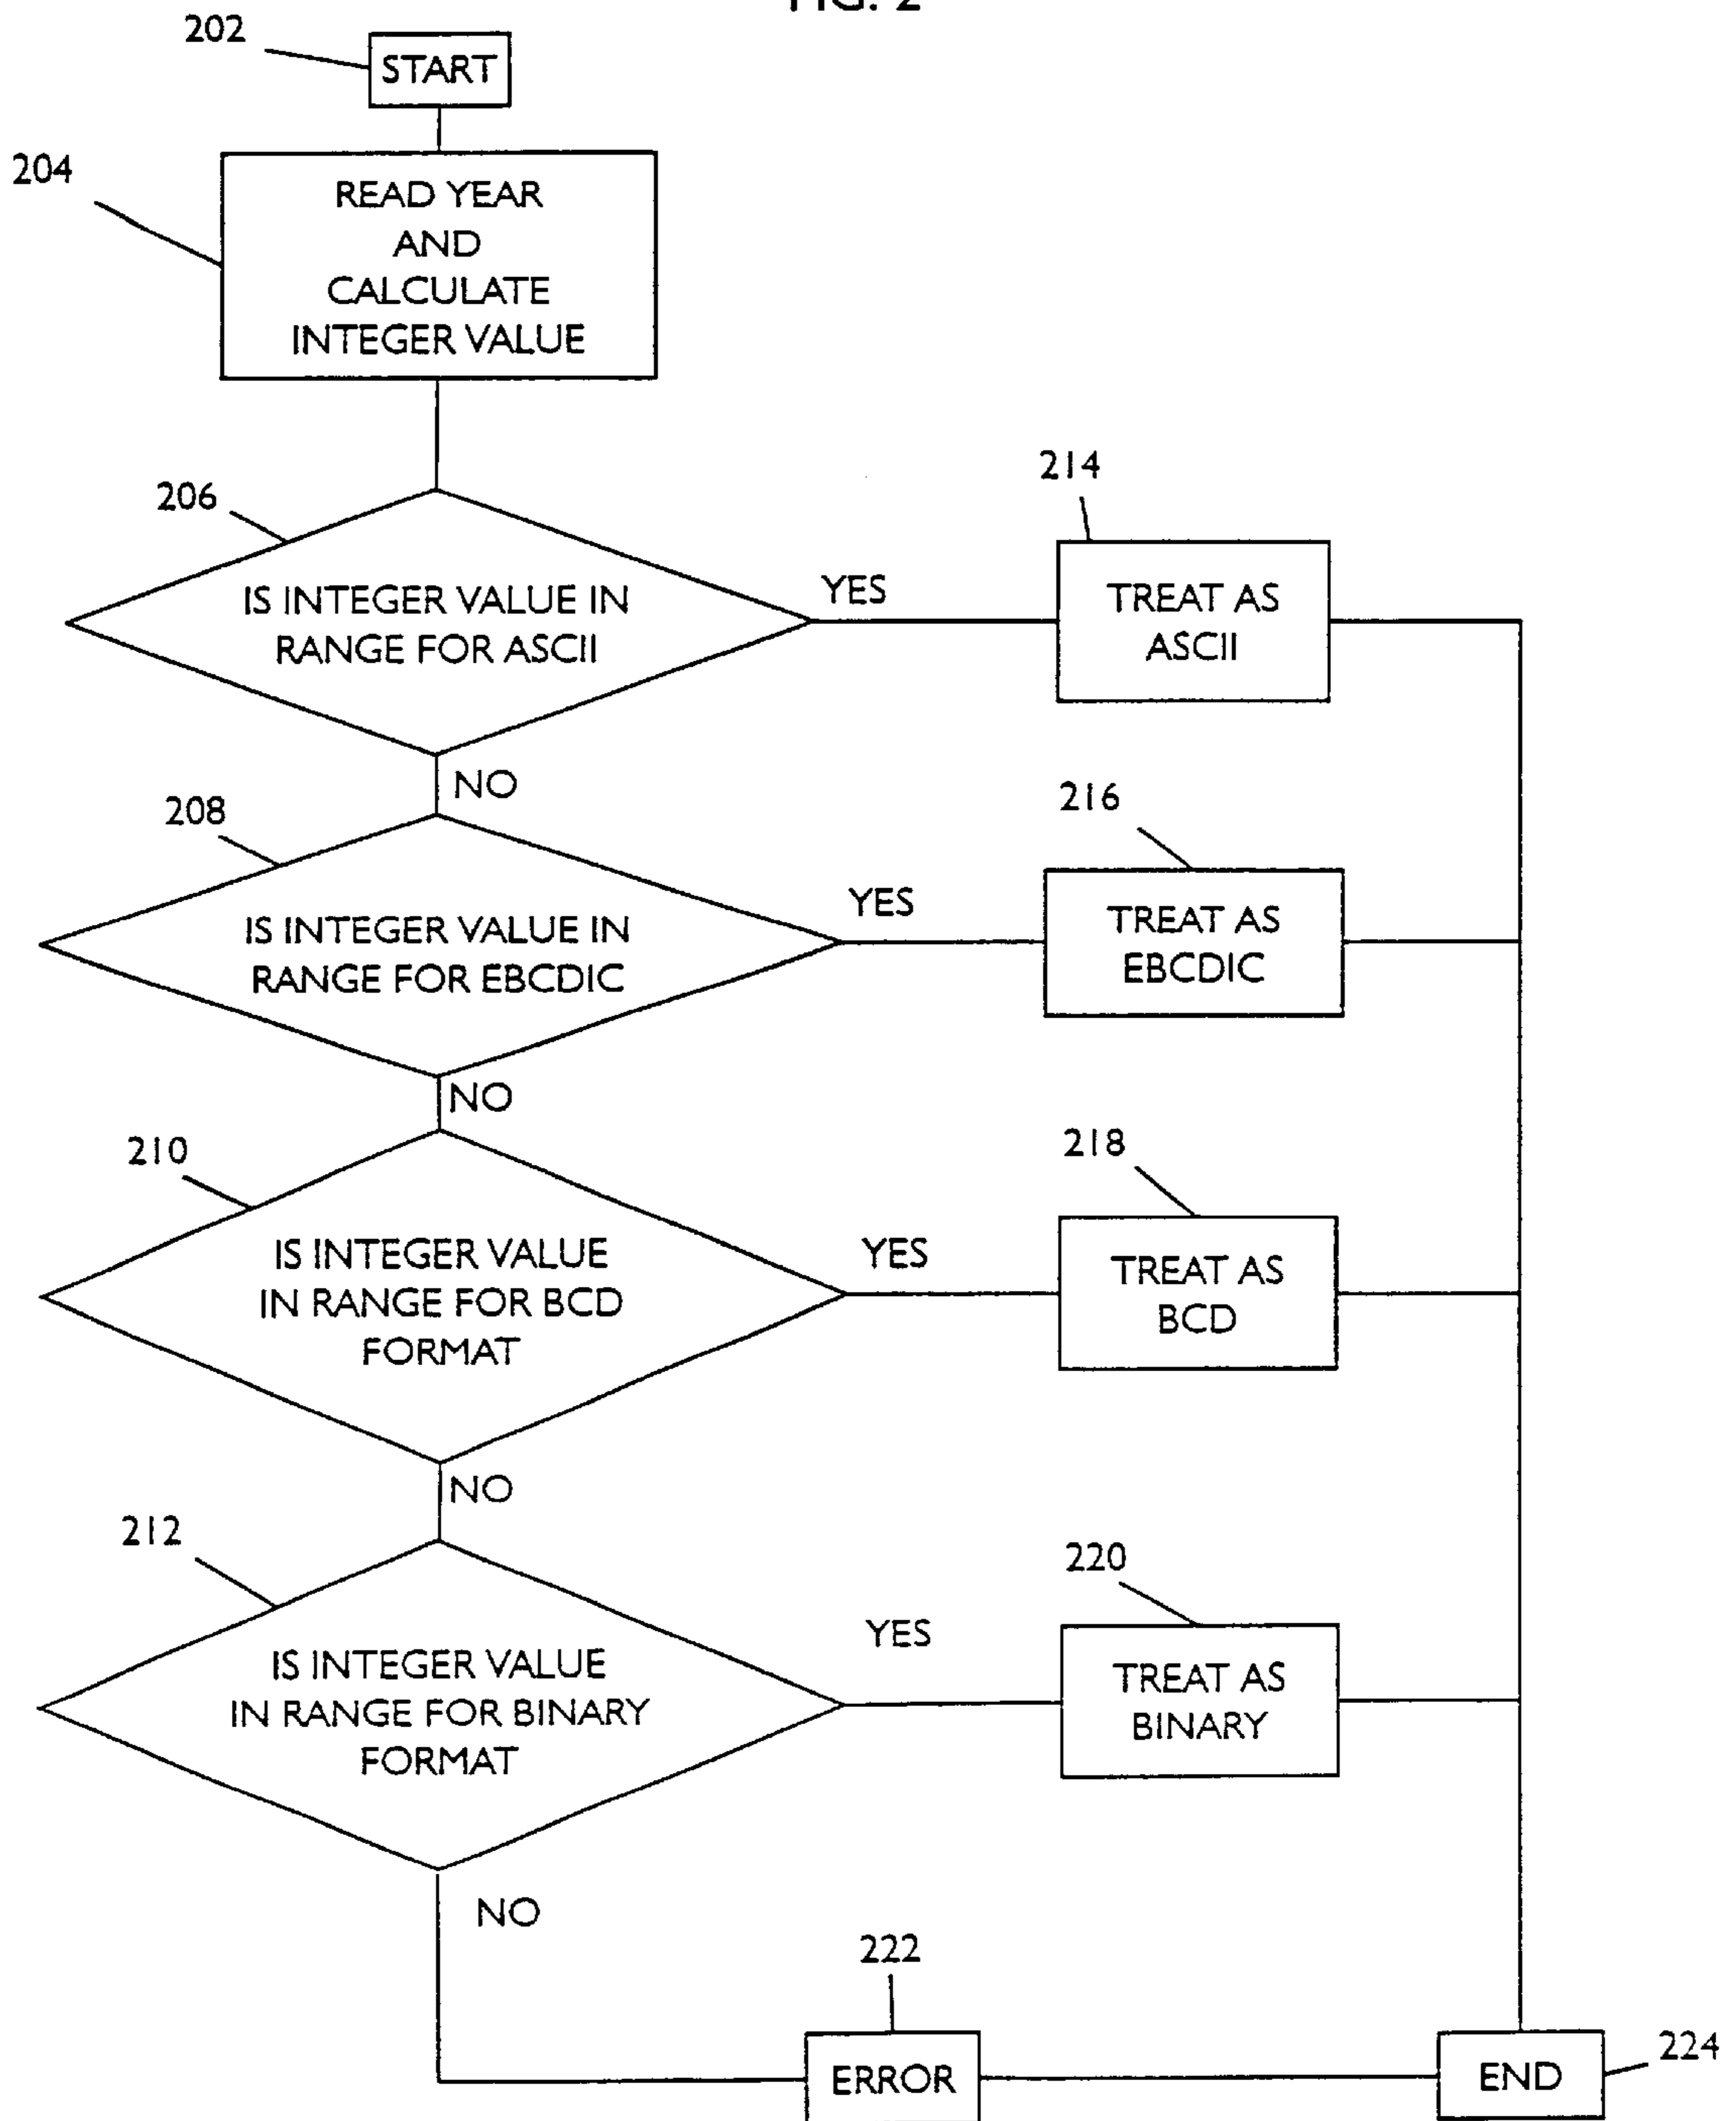 FIG. 2
202
START
204
READ YEAR
AND
CALCULATE
INTEGER VALUE
206
IS INTEGER VALUE IN
RANGE FOR ASCII
YES
214
TREAT AS
ASCII
NO
208
IS INTEGER VALUE IN
RANGE FOR EBCDIC
YES
216
TREAT AS
EBCDIC
NO
210
IS INTEGER VALUE
IN RANGE FOR BCD
FORMAT
YES
218
TREAT AS
BCD
NO
212
IS INTEGER VALUE
IN RANGE FOR BINARY
FORMAT
YES
220
TREAT AS
BINARY
NO
222
ERROR
END
224